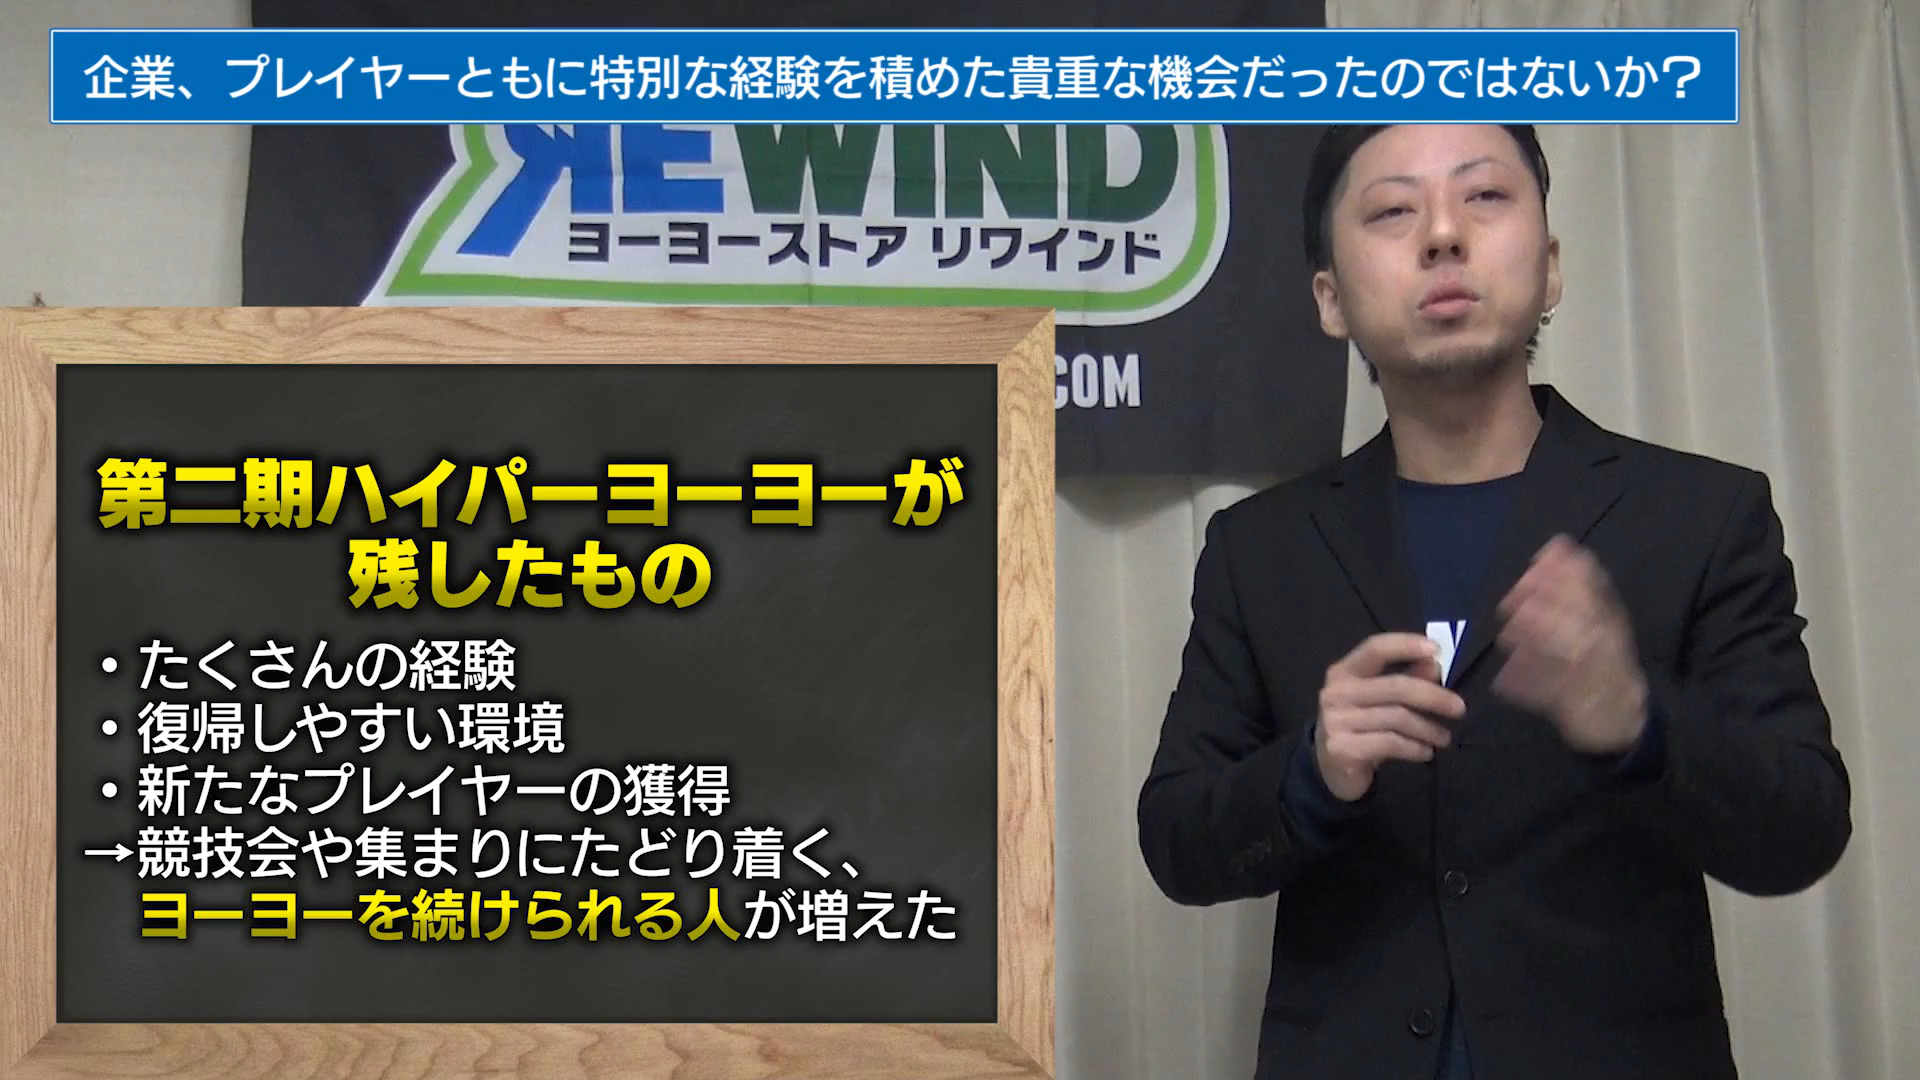 企業、プレイヤーともに特別な経験を積めた貴重な機会だったのではないか?
REWIND
ヨーヨーストア リワインド
COM
第二期ハイパーヨーヨーが
残したもの
・たくさんの経験
・復帰しやすい環境
・新たなプレイヤーの獲得
→競技会や集まりにたどり着く、
ヨーヨーを続けられる人が増えた